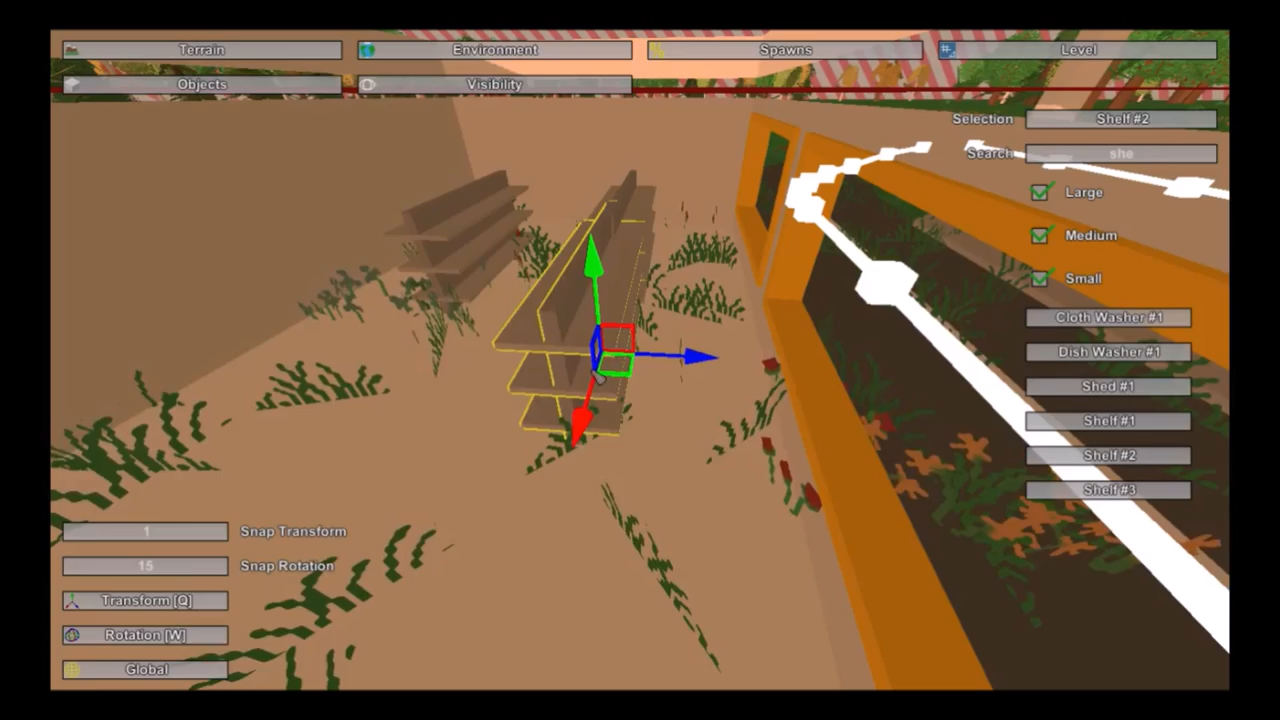 Terrain Environment Spawns Level
Objects Visibility
Selection Shelf #2
Search she
Large
Medium
Small
Cloth Washer #1
Dish Washer #1
Shed #1
Shelf #1
Shelf #2
Shelf #3
1 Snap Transform
15 Snap Rotation
Transform [Q]
Rotation [W]
Global